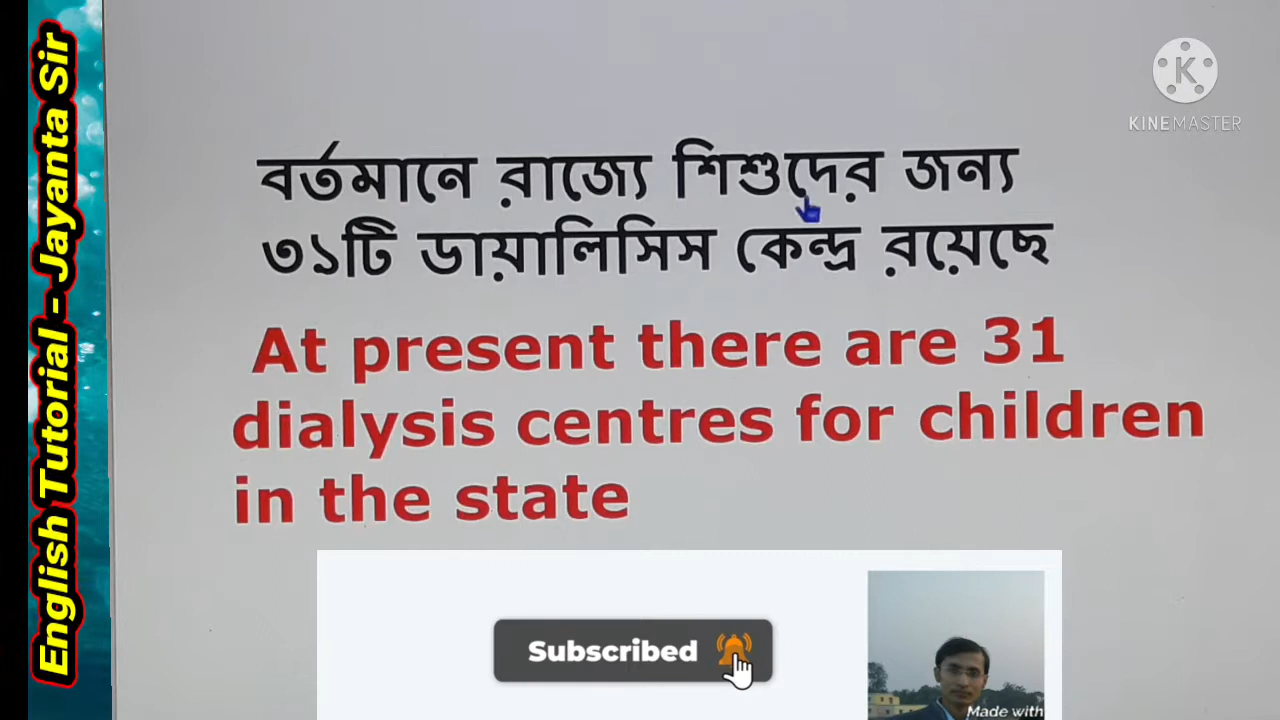 English Tutorial - Jayanta Sir
KINEMASTER
বর্তমানে রাজ্যে শিশুদের জন্য
৩১টি ডায়ালিসিস কেন্দ্র রয়েছে
At present there are 31
dialysis centres for children
in the state
Subscribed
Made with